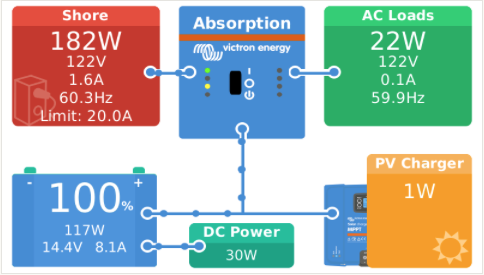 Shore
182W
122V
1.6A
60.3Hz
Limit: 20.0A
Absorption
victron energy
AC Loads
22W
122V
0.1A
59.9Hz
- +
100%
117W
14.4V 8.1A
DC Power
30W
PV Charger
1W
MPPT